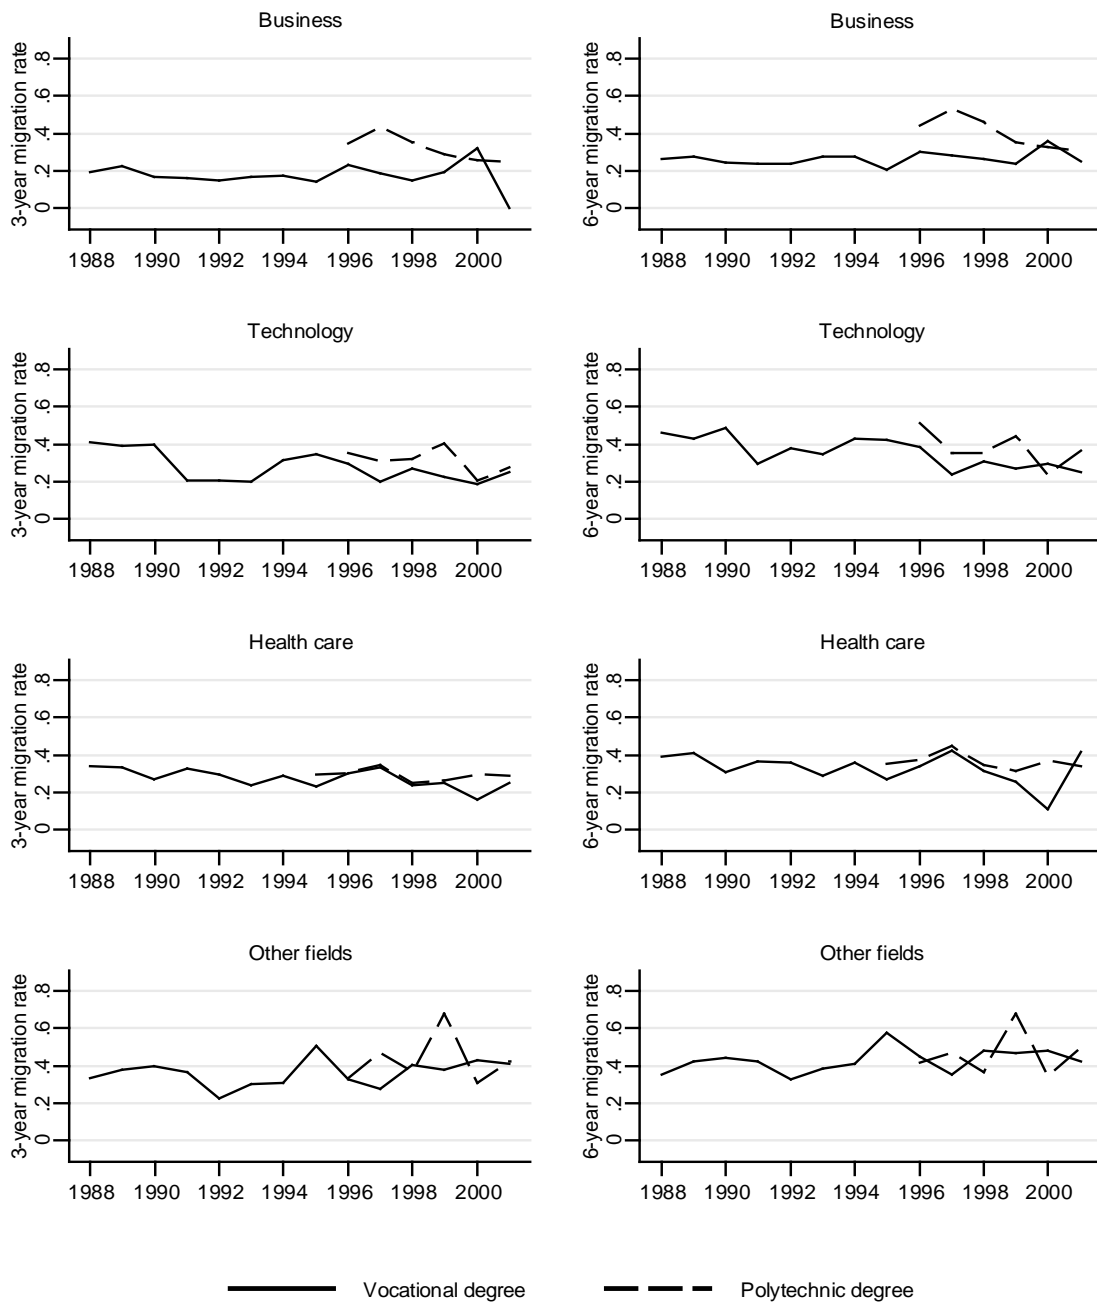 Business
3-year migration rate
.8
.6
.4
.2
0
1988 1990 1992 1994 1996 1998 2000
Business
6-year migration rate
.8
.6
.4
.2
0
1988 1990 1992 1994 1996 1998 2000
Technology
3-year migration rate
.8
.6
.4
.2
0
1988 1990 1992 1994 1996 1998 2000
Technology
6-year migration rate
.8
.6
.4
.2
0
1988 1990 1992 1994 1996 1998 2000
Health care
3-year migration rate
.8
.6
.4
.2
0
1988 1990 1992 1994 1996 1998 2000
Health care
6-year migration rate
.8
.6
.4
.2
0
1988 1990 1992 1994 1996 1998 2000
Other fields
3-year migration rate
.8
.6
.4
.2
0
1988 1990 1992 1994 1996 1998 2000
Other fields
6-year migration rate
.8
.6
.4
.2
0
1988 1990 1992 1994 1996 1998 2000
Vocational degree
Polytechnic degree